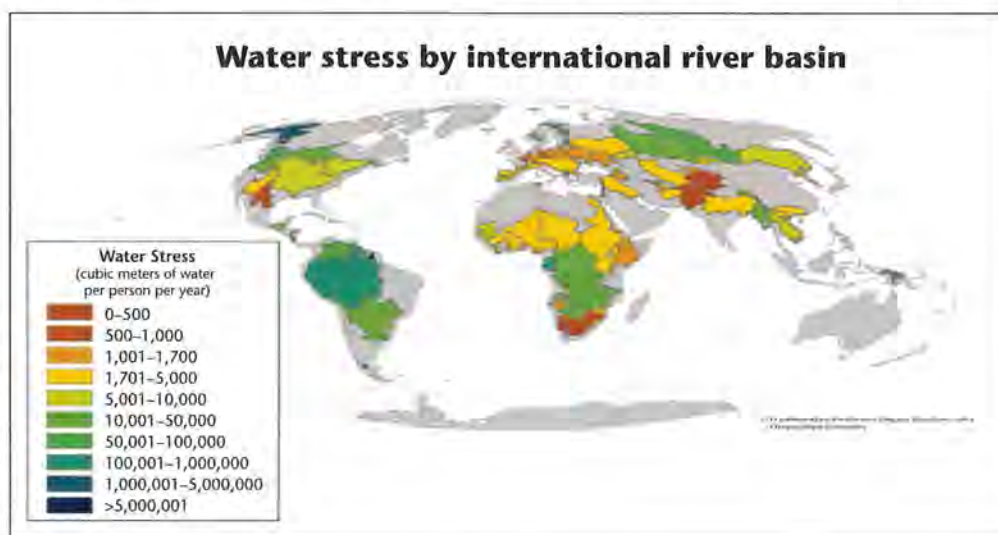 Water stress by international river basin
Water Stress
(cubic meters of water
per person per year)
0–500
500–1,000
1,001–1,700
1,701–5,000
5,001–10,000
10,001–50,000
50,001–100,000
100,001–1,000,000
1,000,001–5,000,000
>5,000,001